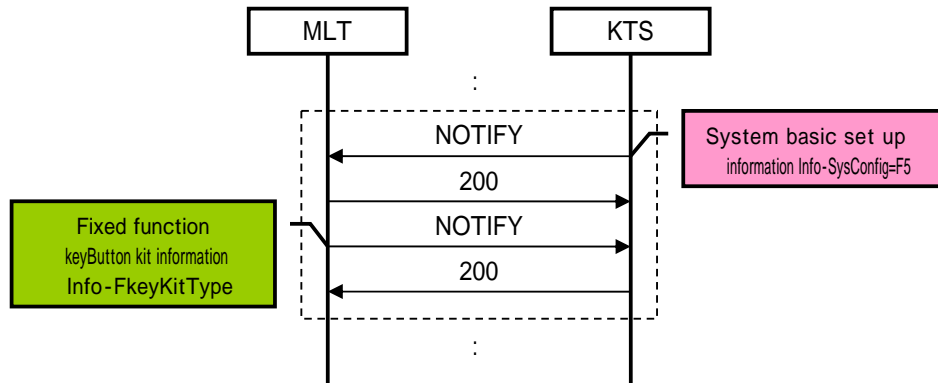 MLT
KTS
:
NOTIFY
System basic set up
information Info-SysConfig=F5
200
Fixed function
keyButton kit information
Info-FkeyKitType
NOTIFY
200
: